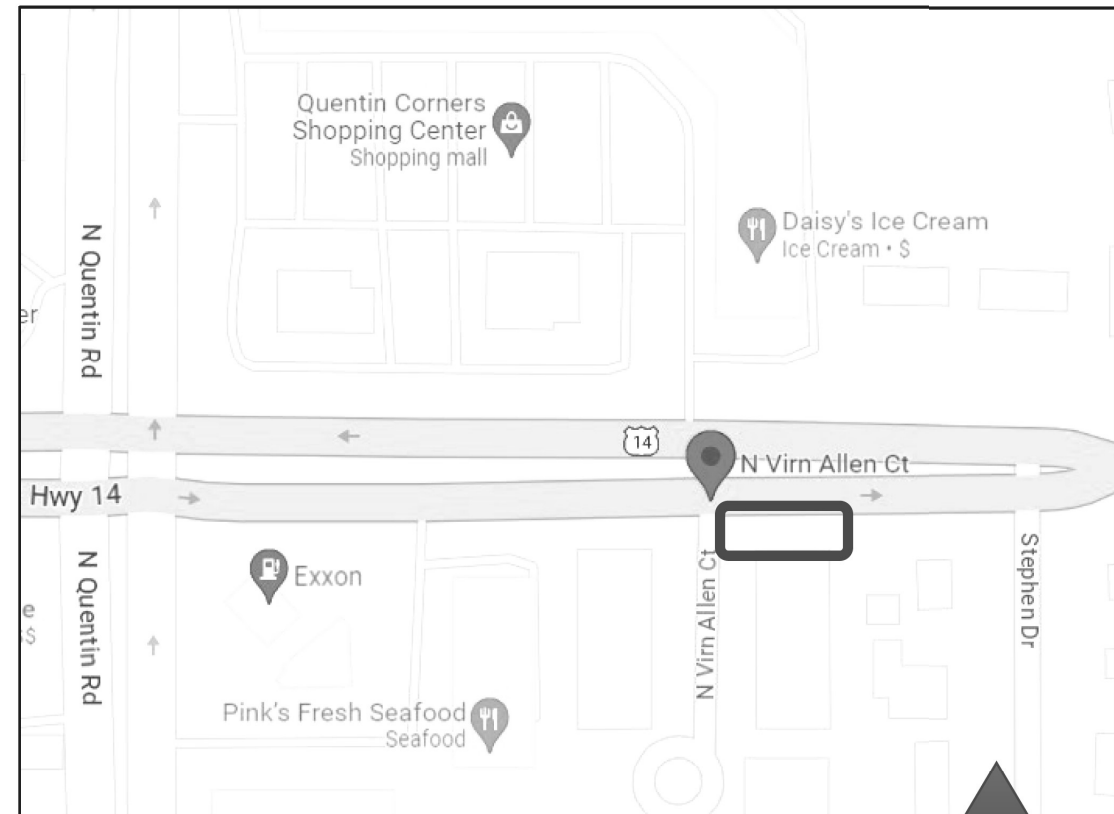 Quentin Corners
Shopping Center
Shopping mall
Daisy's Ice Cream
Ice Cream • $
N Quentin Rd
er
14
N Virn Allen Ct
Hwy 14
Exxon
N Quentin Rd
e
$$
N Virn Allen Ct
Stephen Dr
Pink's Fresh Seafood
Seafood